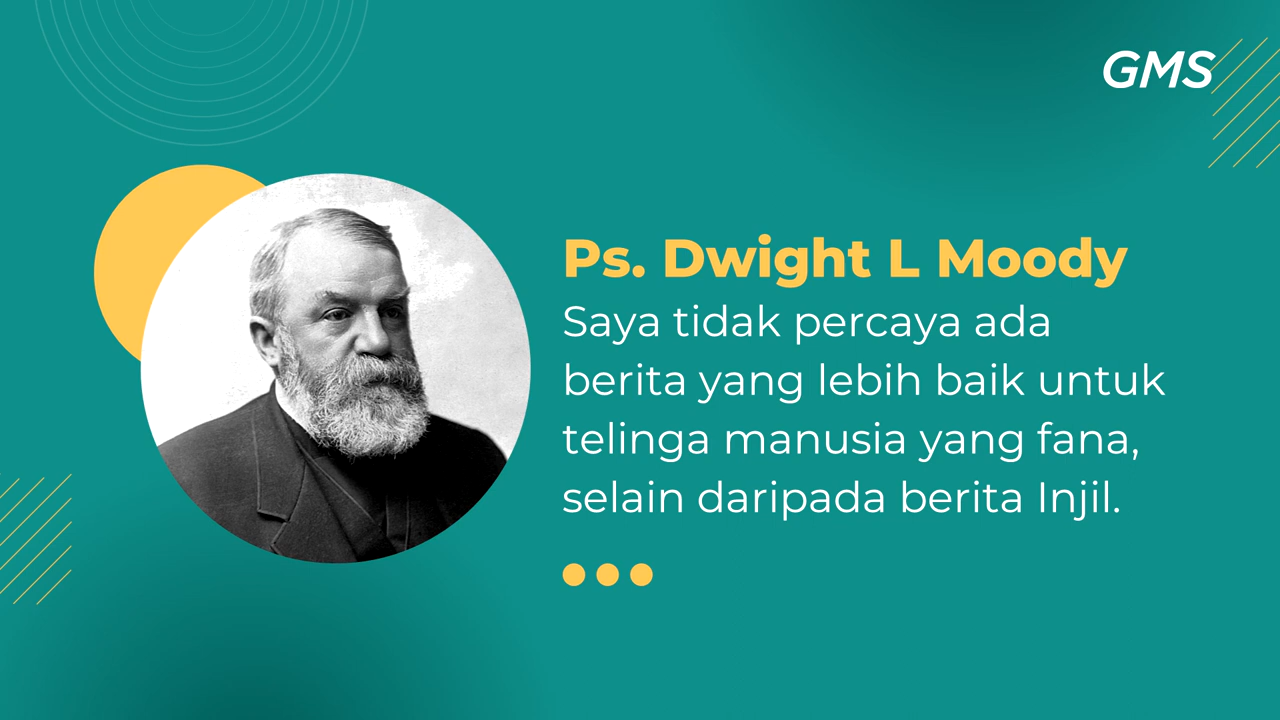 GMS
Ps. Dwight L Moody
Saya tidak percaya ada
berita yang lebih baik untuk
telinga manusia yang fana,
selain daripada berita Injil.